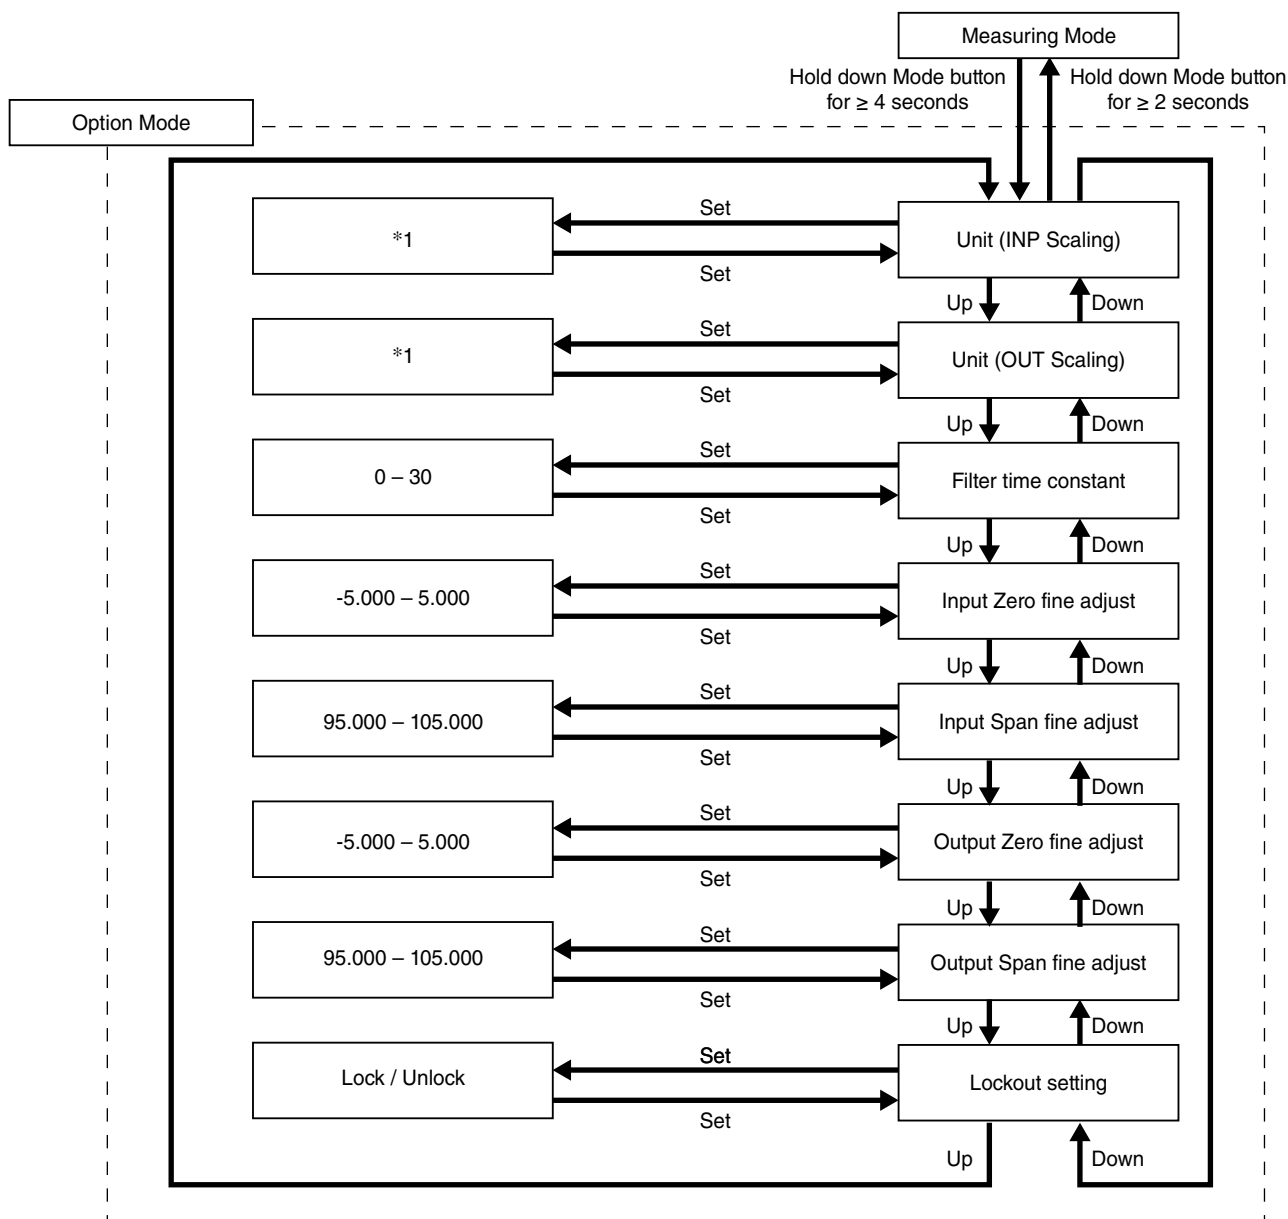 Measuring Mode
Hold down Mode button
for ≥ 4 seconds
Hold down Mode button
for ≥ 2 seconds
Option Mode
*1
Set
Set
Unit (INP Scaling)
Up
Down
*1
Set
Set
Unit (OUT Scaling)
Up
Down
0 – 30
Set
Set
Filter time constant
Up
Down
-5.000 – 5.000
Set
Set
Input Zero fine adjust
Up
Down
95.000 – 105.000
Set
Set
Input Span fine adjust
Up
Down
-5.000 – 5.000
Set
Set
Output Zero fine adjust
Up
Down
95.000 – 105.000
Set
Set
Output Span fine adjust
Up
Down
Lock / Unlock
Set
Set
Lockout setting
Up
Down